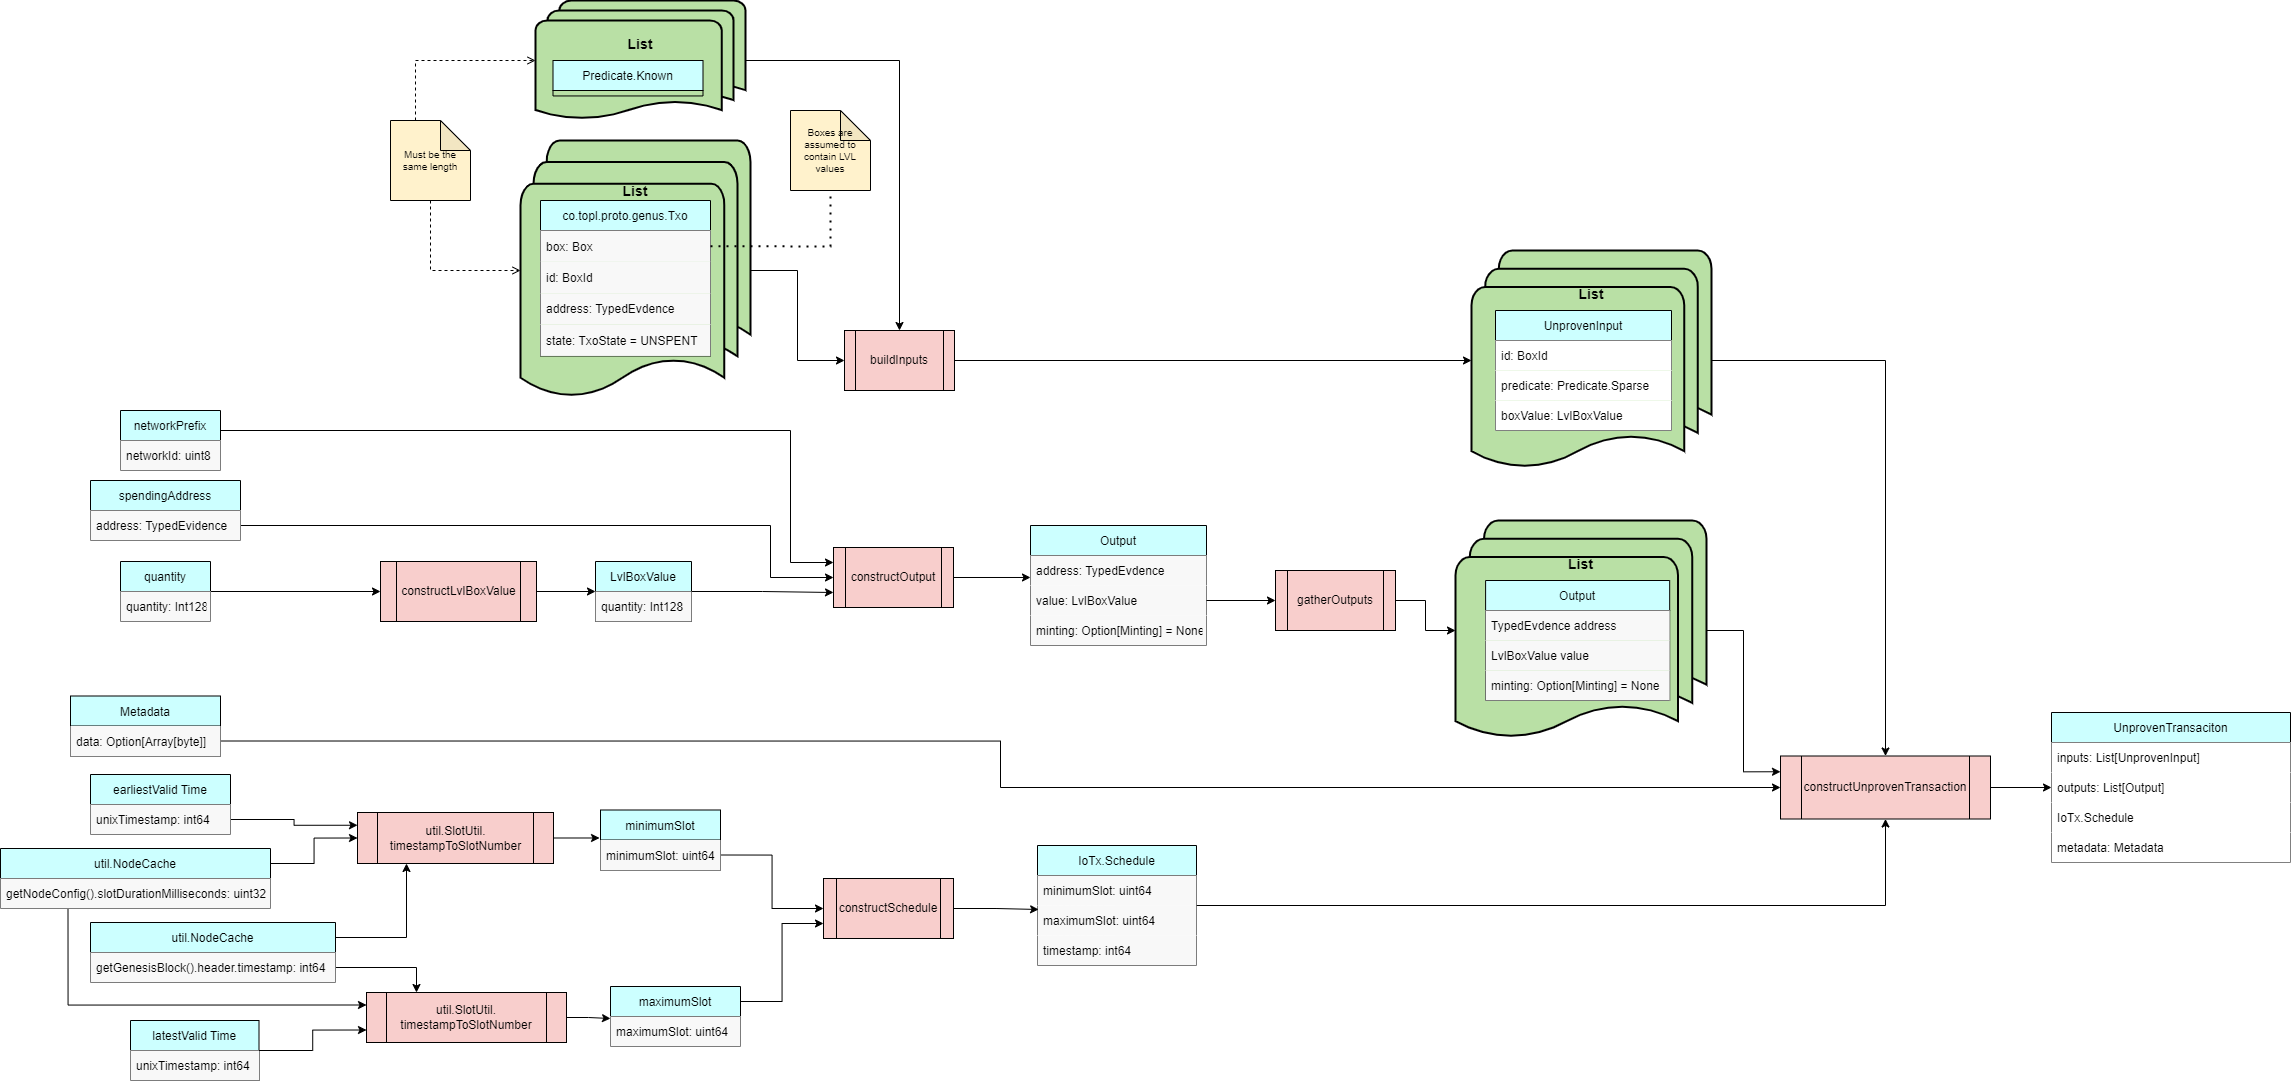 List
Predicate.Known
Must be the
same length
Boxes are
assumed to
contain LVL
values
List
co.topl.proto.genus.Txo
box: Box
id: BoxId
address: TypedEvdence
state: TxoState = UNSPENT
buildInputs
List
UnprovenInput
id: BoxId
predicate: Predicate.Sparse
boxValue: LvlBoxValue
networkPrefix
networkId: uint8
spendingAddress
address: TypedEvidence
quantity
quantity: Int128
constructLvlBoxValue
LvlBoxValue
quantity: Int128
constructOutput
Output
address: TypedEvdence
value: LvlBoxValue
minting: Option[Minting] = None
gatherOutputs
List
Output
TypedEvdence address
LvlBoxValue value
minting: Option[Minting] = None
Metadata
data: Option[Array[byte]]
earliestValid Time
unixTimestamp: int64
util.NodeCache
getNodeConfig().slotDurationMilliseconds: uint32
util.NodeCache
getGenesisBlock().header.timestamp: int64
latestValid Time
unixTimestamp: int64
util.SlotUtil.
timestampToSlotNumber
util.SlotUtil.
timestampToSlotNumber
minimumSlot
minimumSlot: uint64
maximumSlot
maximumSlot: uint64
constructSchedule
IoTx.Schedule
minimumSlot: uint64
maximumSlot: uint64
timestamp: int64
constructUnprovenTransaction
UnprovenTransaciton
inputs: List[UnprovenInput]
outputs: List[Output]
IoTx.Schedule
metadata: Metadata